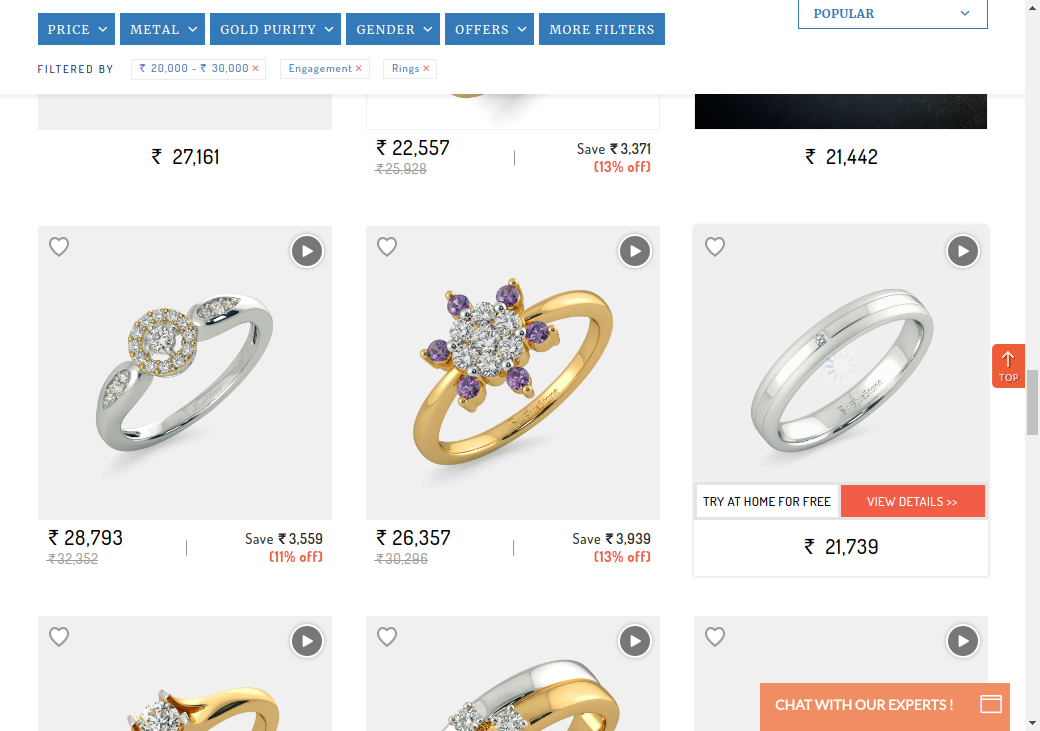 PRICE
METAL
GOLD PURITY
GENDER
OFFERS
MORE FILTERS
POPULAR
FILTERED BY
₹ 20,000 - ₹ 30,000 ×
Engagement ×
Rings ×
₹ 27,161
₹ 22,557
₹25,928
Save ₹ 3,371
(13% off)
₹ 21,442
BlueStone
BlueStone
BlueStone
TOP
TRY AT HOME FOR FREE
VIEW DETAILS >>
₹ 28,793
₹32,352
Save ₹ 3,559
(11% off)
₹ 26,357
₹30,296
Save ₹ 3,939
(13% off)
₹ 21,739
CHAT WITH OUR EXPERTS !